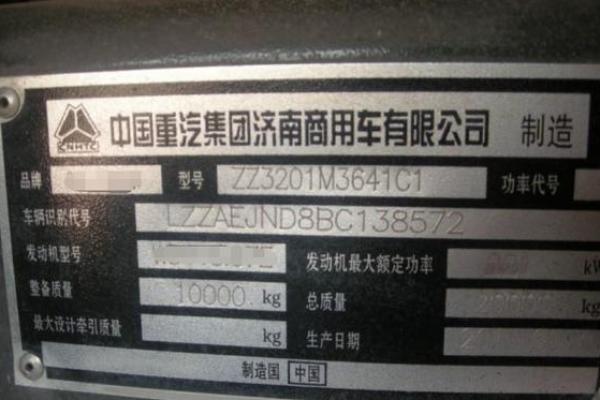 CNHTC 中国重汽集团济南商用车有限公司 制造
品牌 型号 ZZ3201M3641C1 功率代号
车辆识别代号 LZZAEJND8BC138572
发动机型号 发动机最大额定功率 kW
整备质量 10000. kg 总质量 kg
最大设计牵引质量 kg 生产日期
制造国 中国